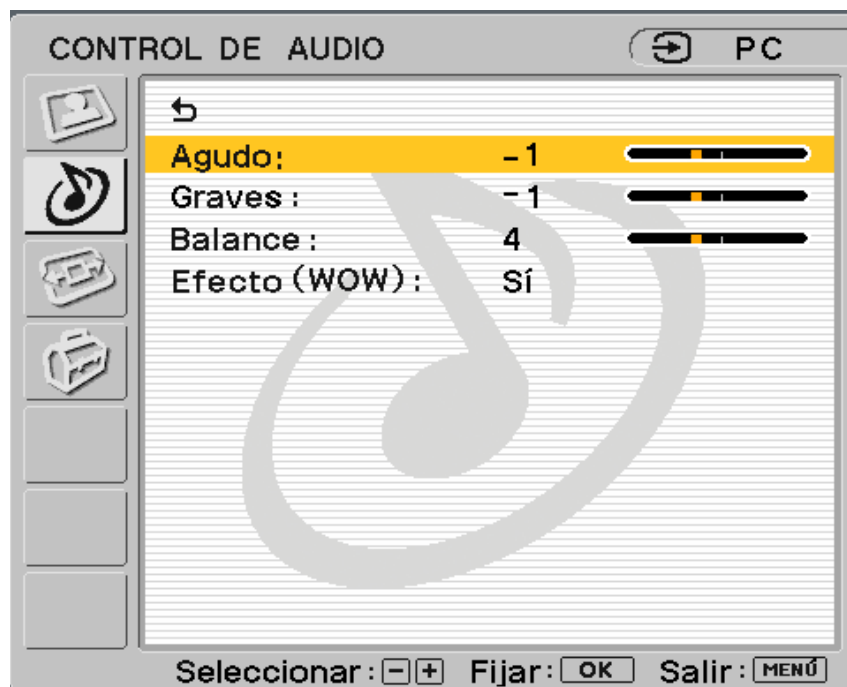 CONTROL DE AUDIO PC
Agudo: -1
Graves: -1
Balance: 4
Efecto (WOW): Sí
Seleccionar: - + Fijar: OK Salir: MENÚ